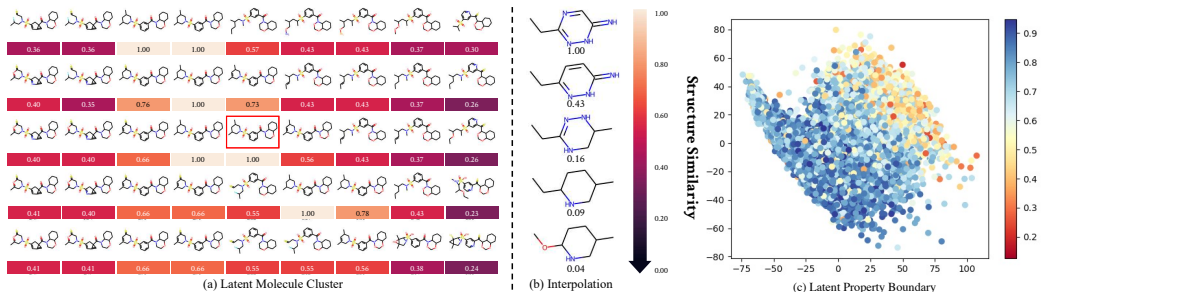 0.36 0.36 1.00 1.00 0.57 0.43 0.43 0.37 0.30
0.40 0.35 0.76 1.00 0.73 0.43 0.43 0.37 0.26
0.40 0.40 0.66 1.00 1.00 0.56 0.43 0.37 0.26
0.41 0.40 0.66 0.66 0.55 1.00 0.78 0.43 0.23
0.41 0.41 0.66 0.66 0.55 0.55 0.56 0.38 0.24
(a) Latent Molecule Cluster
1.00
0.43
0.16
0.09
0.04
(b) Interpolation
1.00
0.80
0.60
0.40
0.20
0.00
Structure Similarity
80
60
40
20
0
−20
−40
−60
−80
−75 −50 −25 0 25 50 75 100
0.9
0.8
0.7
0.6
0.5
0.4
0.3
0.2
(c) Latent Property Boundary